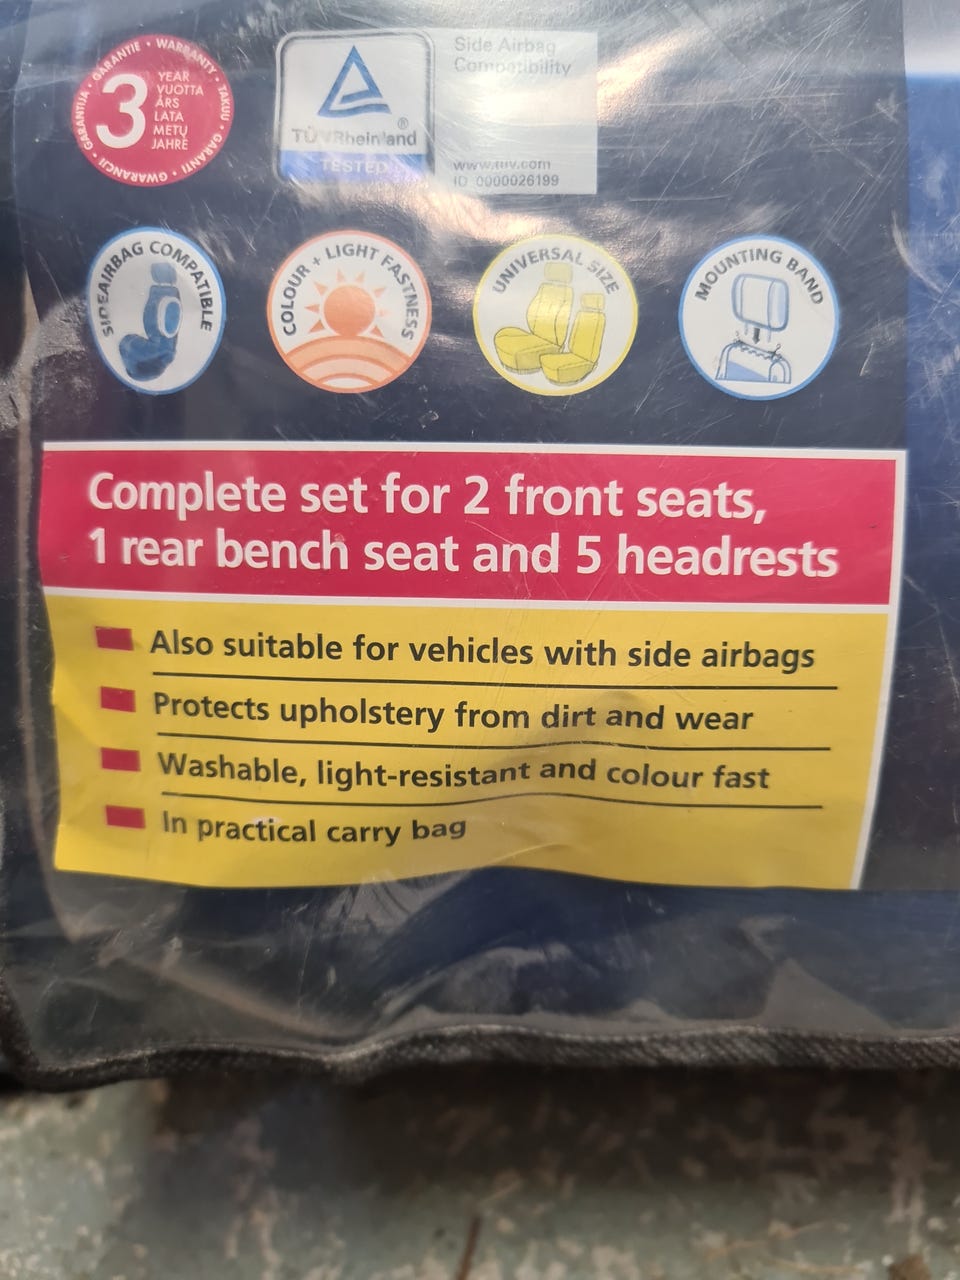 GARANTIE • WARRANTY • TAKUU • GARANTI • GWARANCJI • GARANTIJA •
3
YEAR
VUOTTA
ÅRS
LATA
METŲ
JAHRE
TÜVRheinland®
TESTED
Side Airbag
Compatibility
www.tuv.com
ID 0000026199
SIDEAIRBAG COMPATIBLE
COLOUR + LIGHT FASTNESS
UNIVERSAL SIZE
MOUNTING BAND
Complete set for 2 front seats,
1 rear bench seat and 5 headrests
Also suitable for vehicles with side airbags
Protects upholstery from dirt and wear
Washable, light-resistant and colour fast
In practical carry bag